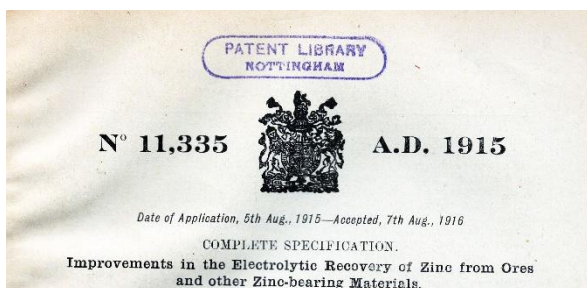 PATENT LIBRARY
NOTTINGHAM
Nº 11,335 A.D. 1915
Date of Application, 5th Aug., 1915—Accepted, 7th Aug., 1916
COMPLETE SPECIFICATION.
Improvements in the Electrolytic Recovery of Zinc from Ores
and other Zinc-bearing Materials.